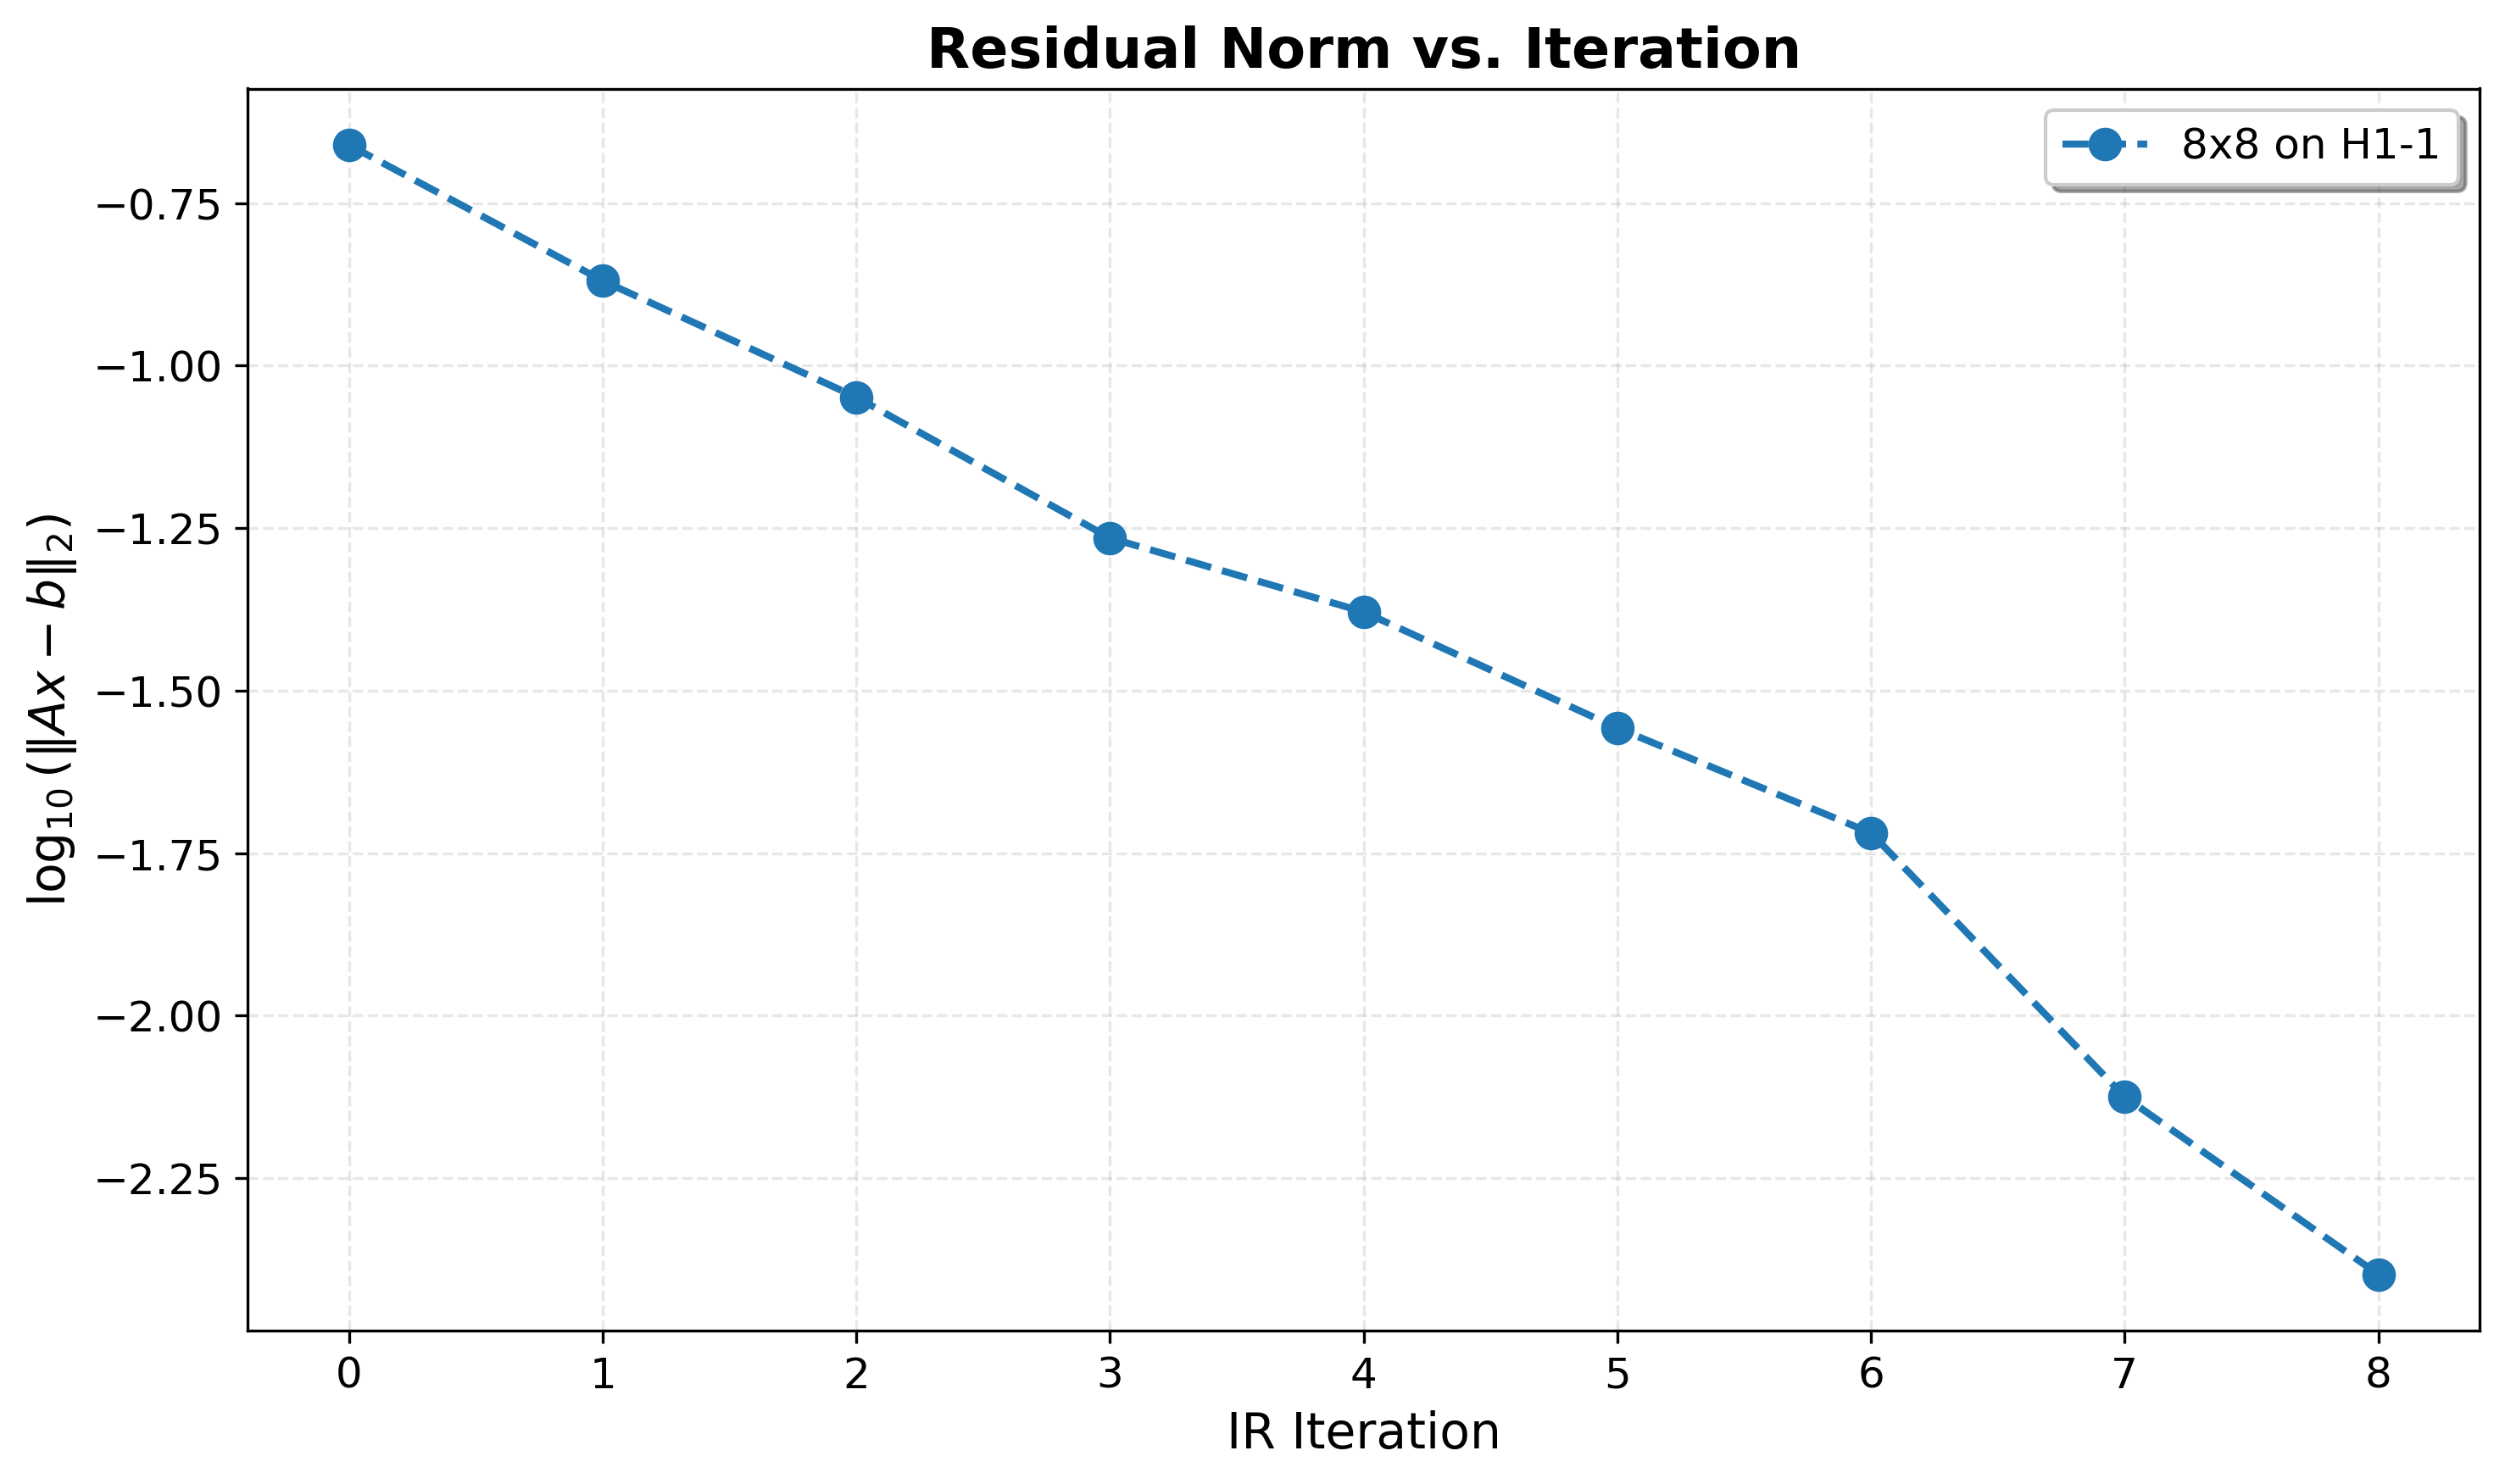 Residual Norm vs. Iteration
8x8 on H1-1
log₁₀ (‖Ax − b‖₂)
−0.75
−1.00
−1.25
−1.50
−1.75
−2.00
−2.25
0 1 2 3 4 5 6 7 8
IR Iteration